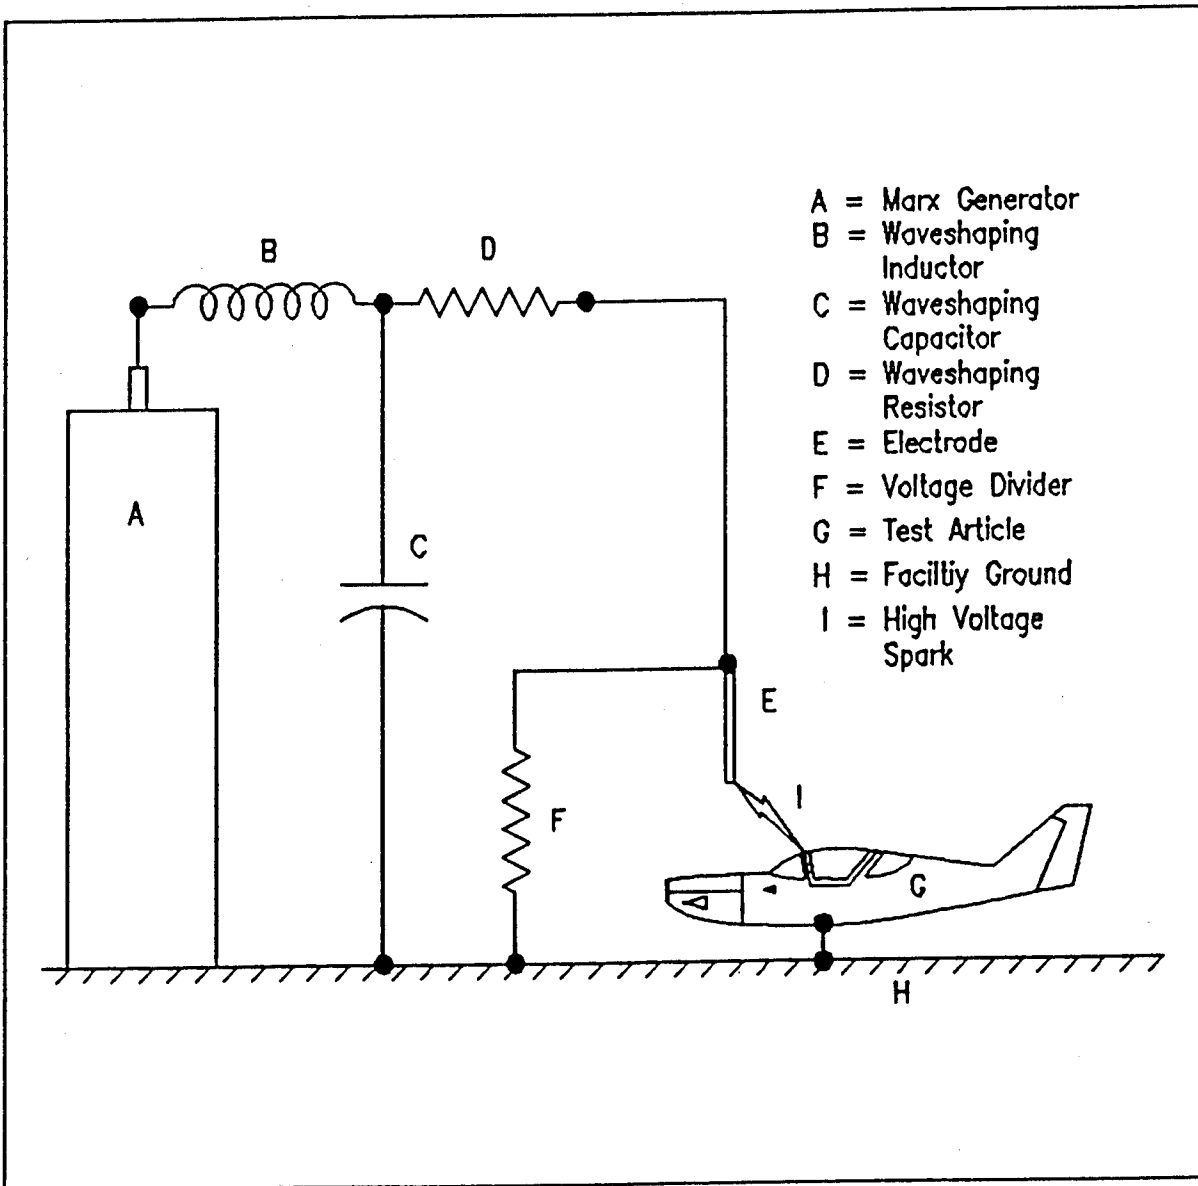 A = Marx Generator
B = Waveshaping
Inductor
C = Waveshaping
Capacitor
D = Waveshaping
Resistor
E = Electrode
F = Voltage Divider
G = Test Article
H = Faciltiy Ground
I = High Voltage
Spark
B
D
A
C
E
I
F
G
H